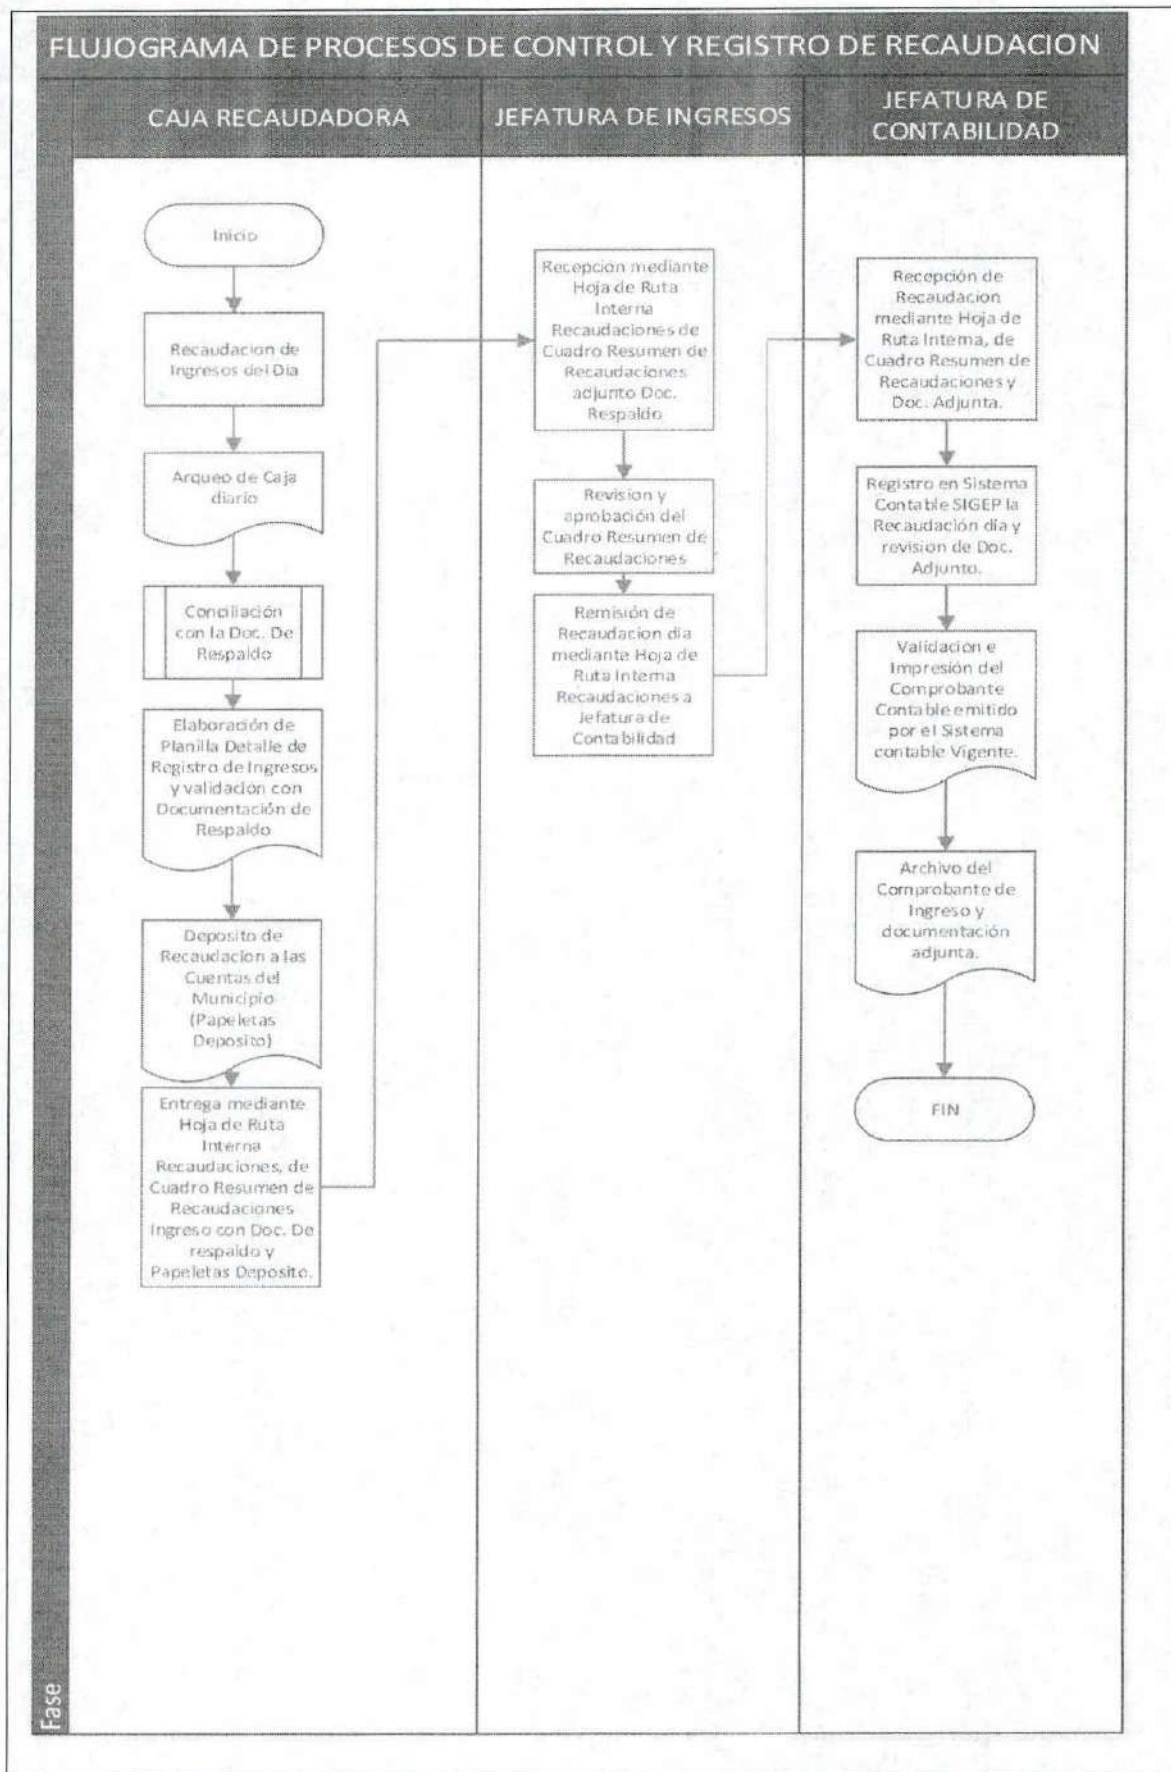 FLUJOGRAMA DE PROCESOS DE CONTROL Y REGISTRO DE RECAUDACION
CAJA RECAUDADORA
JEFATURA DE INGRESOS
JEFATURA DE
CONTABILIDAD
Inicio
Recaudacion de
Ingresos del Dia
Arqueo de Caja
diario
Conciliación
con la Doc. De
Respaldo
Elaboración de
Planilla Detalle de
Registro de Ingresos
y validacion con
Documentación de
Respaldo
Deposito de
Recaudacion a las
Cuentas del
Municipio
(Papeletas
Deposito)
Entrega mediante
Hoja de Ruta
Interna
Recaudaciones, de
Cuadro Resumen de
Recaudaciones
Ingreso con Doc. De
respaldo y
Papeletas Deposito.
Recepcion mediante
Hoja de Ruta
Interna
Recaudaciones de
Cuadro Resumen de
Recaudaciones
adjunto Doc.
Respaldo
Revision y
aprobación del
Cuadro Resumen de
Recaudaciones
Remisión de
Recaudacion dia
mediante Hoja de
Ruta Interna
Recaudaciones a
Jefatura de
Contabilidad
Recepción de
Recaudacion
mediante Hoja de
Ruta Interna, de
Cuadro Resumen de
Recaudaciones y
Doc. Adjunta.
Registro en Sistema
Contable SIGEP la
Recaudación dia y
revision de Doc.
Adjunto.
Validacion e
Impresión del
Comprobante
Contable emitido
por el Sistema
contable Vigente.
Archivo del
Comprobante de
Ingreso y
documentación
adjunta.
FIN
Fase